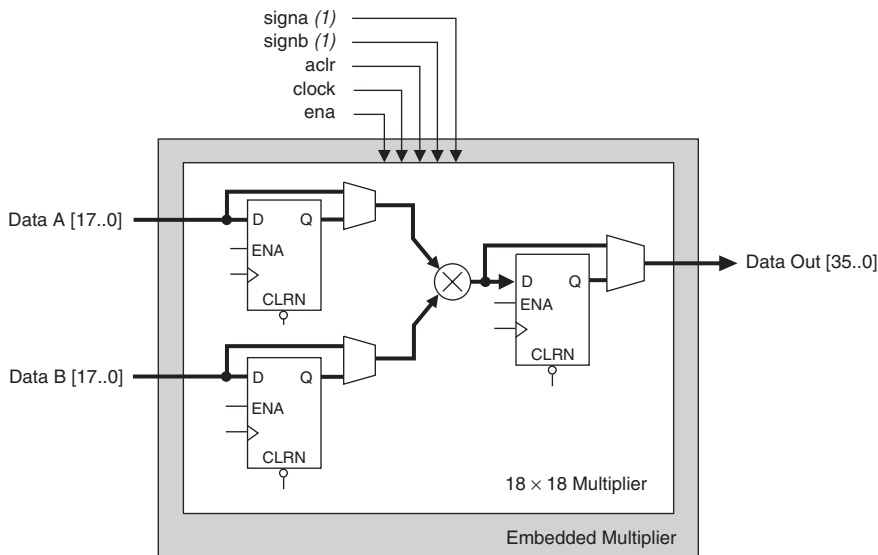 signa (1)
signb (1)
aclr
clock
ena
Data A [17..0]
D Q
ENA
CLRN
Data Out [35..0]
D Q
ENA
CLRN
Data B [17..0]
D Q
ENA
CLRN
18 × 18 Multiplier
Embedded Multiplier